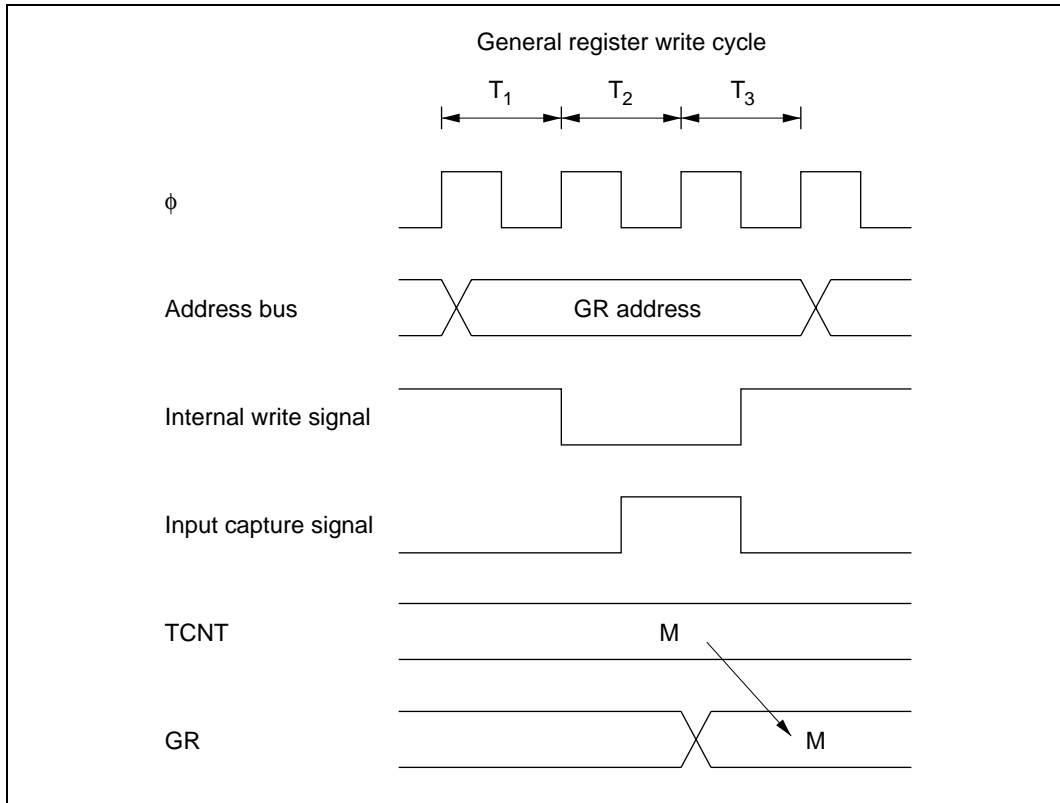 General register write cycle
T1 T2 T3
ϕ
Address bus GR address
Internal write signal
Input capture signal
TCNT M
GR M